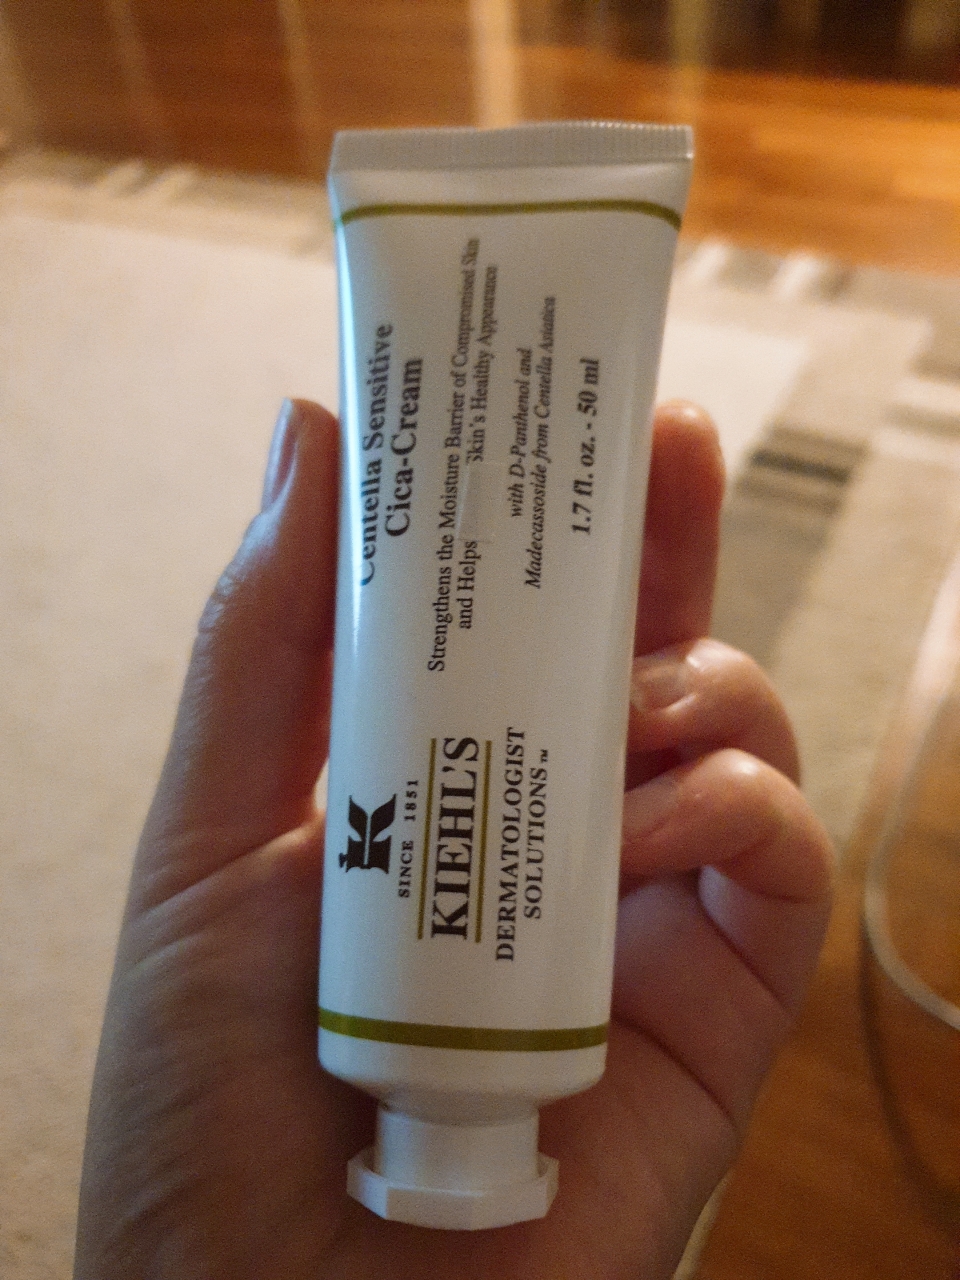 Centella Sensitive
Cica-Cream
Strengthens the Moisture Barrier of Compromised Skin
and Helps Skin's Healthy Appearance
with D-Panthenol and
Madecassoside from Centella Asiatica
1.7 fl. oz. - 50 ml
K
SINCE 1851
KIEHL'S
DERMATOLOGIST
SOLUTIONS™